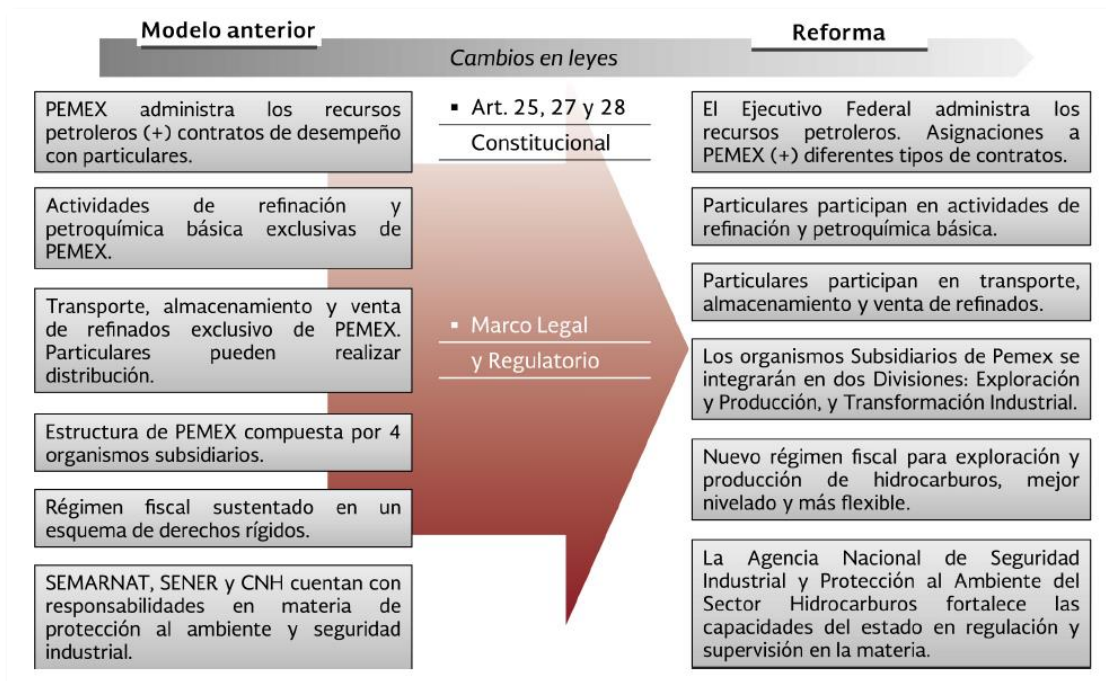 Modelo anterior
Reforma
Cambios en leyes
PEMEX administra los
recursos petroleros (+) contratos de desempeño
con particulares.
Actividades de refinación y
petroquímica básica exclusivas de
PEMEX.
Transporte, almacenamiento y venta
de refinados exclusivo de PEMEX.
Particulares pueden realizar
distribución.
Estructura de PEMEX compuesta por 4
organismos subsidiarios.
Régimen fiscal sustentado en un
esquema de derechos rígidos.
SEMARNAT, SENER y CNH cuentan con
responsabilidades en materia de
protección al ambiente y seguridad
industrial.
▪ Art. 25, 27 y 28
Constitucional
▪ Marco Legal
y Regulatorio
El Ejecutivo Federal administra los
recursos petroleros. Asignaciones a
PEMEX (+) diferentes tipos de contratos.
Particulares participan en actividades de
refinación y petroquímica básica.
Particulares participan en transporte,
almacenamiento y venta de refinados.
Los organismos Subsidiarios de Pemex se
integrarán en dos Divisiones: Exploración
y Producción, y Transformación Industrial.
Nuevo régimen fiscal para exploración y
producción de hidrocarburos, mejor
nivelado y más flexible.
La Agencia Nacional de Seguridad
Industrial y Protección al Ambiente del
Sector Hidrocarburos fortalece las
capacidades del estado en regulación y
supervisión en la materia.